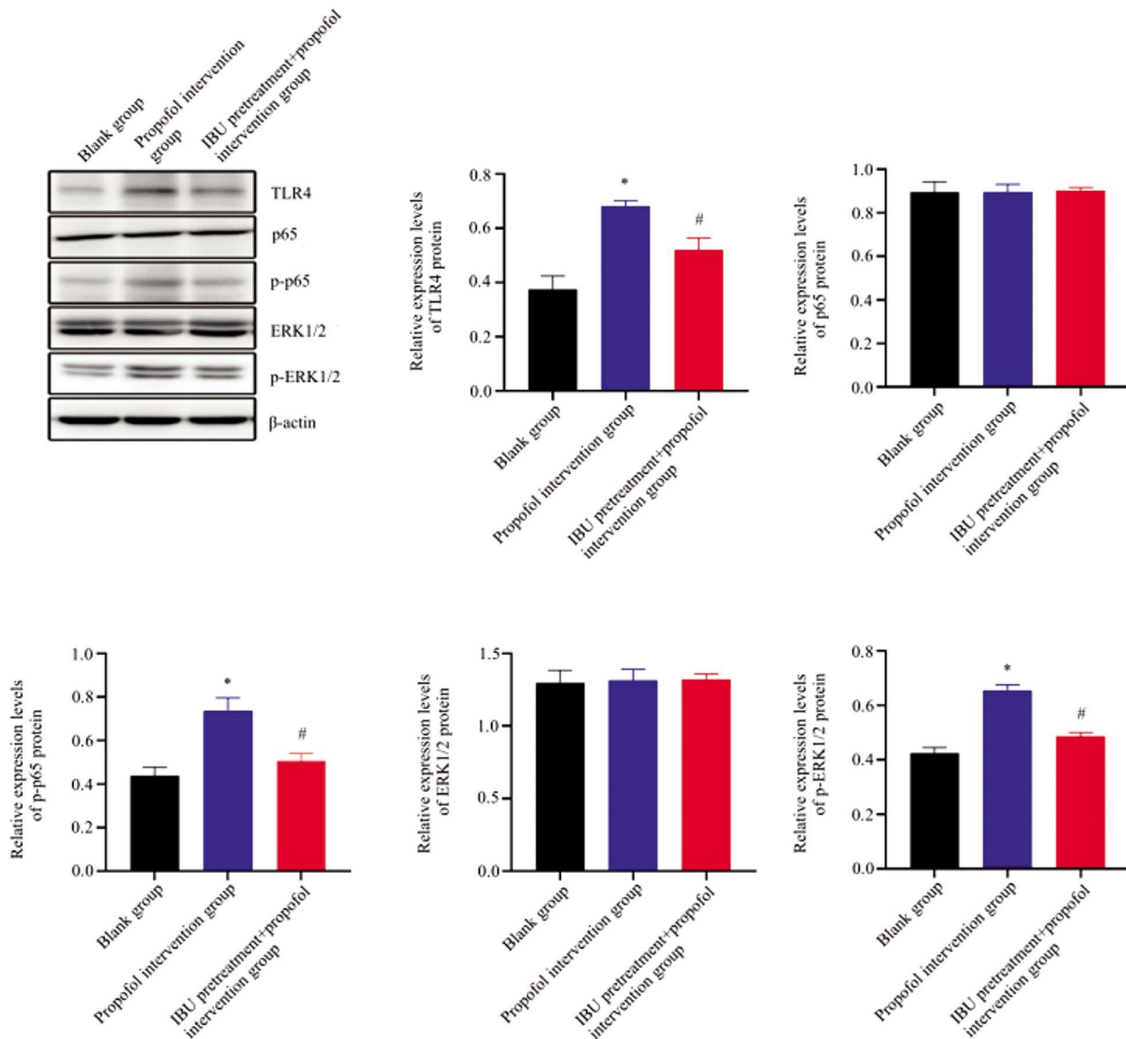 Blank group
Propofol intervention
group
IBU pretreatment+propofol
intervention group
TLR4
p65
p-p65
ERK1/2
p-ERK1/2
β-actin
Relative expression levels
of TLR4 protein
0.8
0.6
0.4
0.2
0.0
*
#
Blank group
Propofol intervention group
IBU pretreatment+propofol
intervention group
Relative expression levels
of p65 protein
1.0
0.8
0.6
0.4
0.2
0.0
Blank group
Propofol intervention group
IBU pretreatment+propofol
intervention group
Relative expression levels
of p-p65 protein
1.0
0.8
0.6
0.4
0.2
0.0
*
#
Blank group
Propofol intervention group
IBU pretreatment+propofol
intervention group
Relative expression levels
of ERK1/2 protein
1.5
1.3
0.5
0.0
Blank group
Propofol intervention group
IBU pretreatment+propofol
intervention group
Relative expression levels
of p-ERK1/2 protein
0.8
0.6
0.4
0.2
0.0
*
#
Blank group
Propofol intervention group
IBU pretreatment+propofol
intervention group